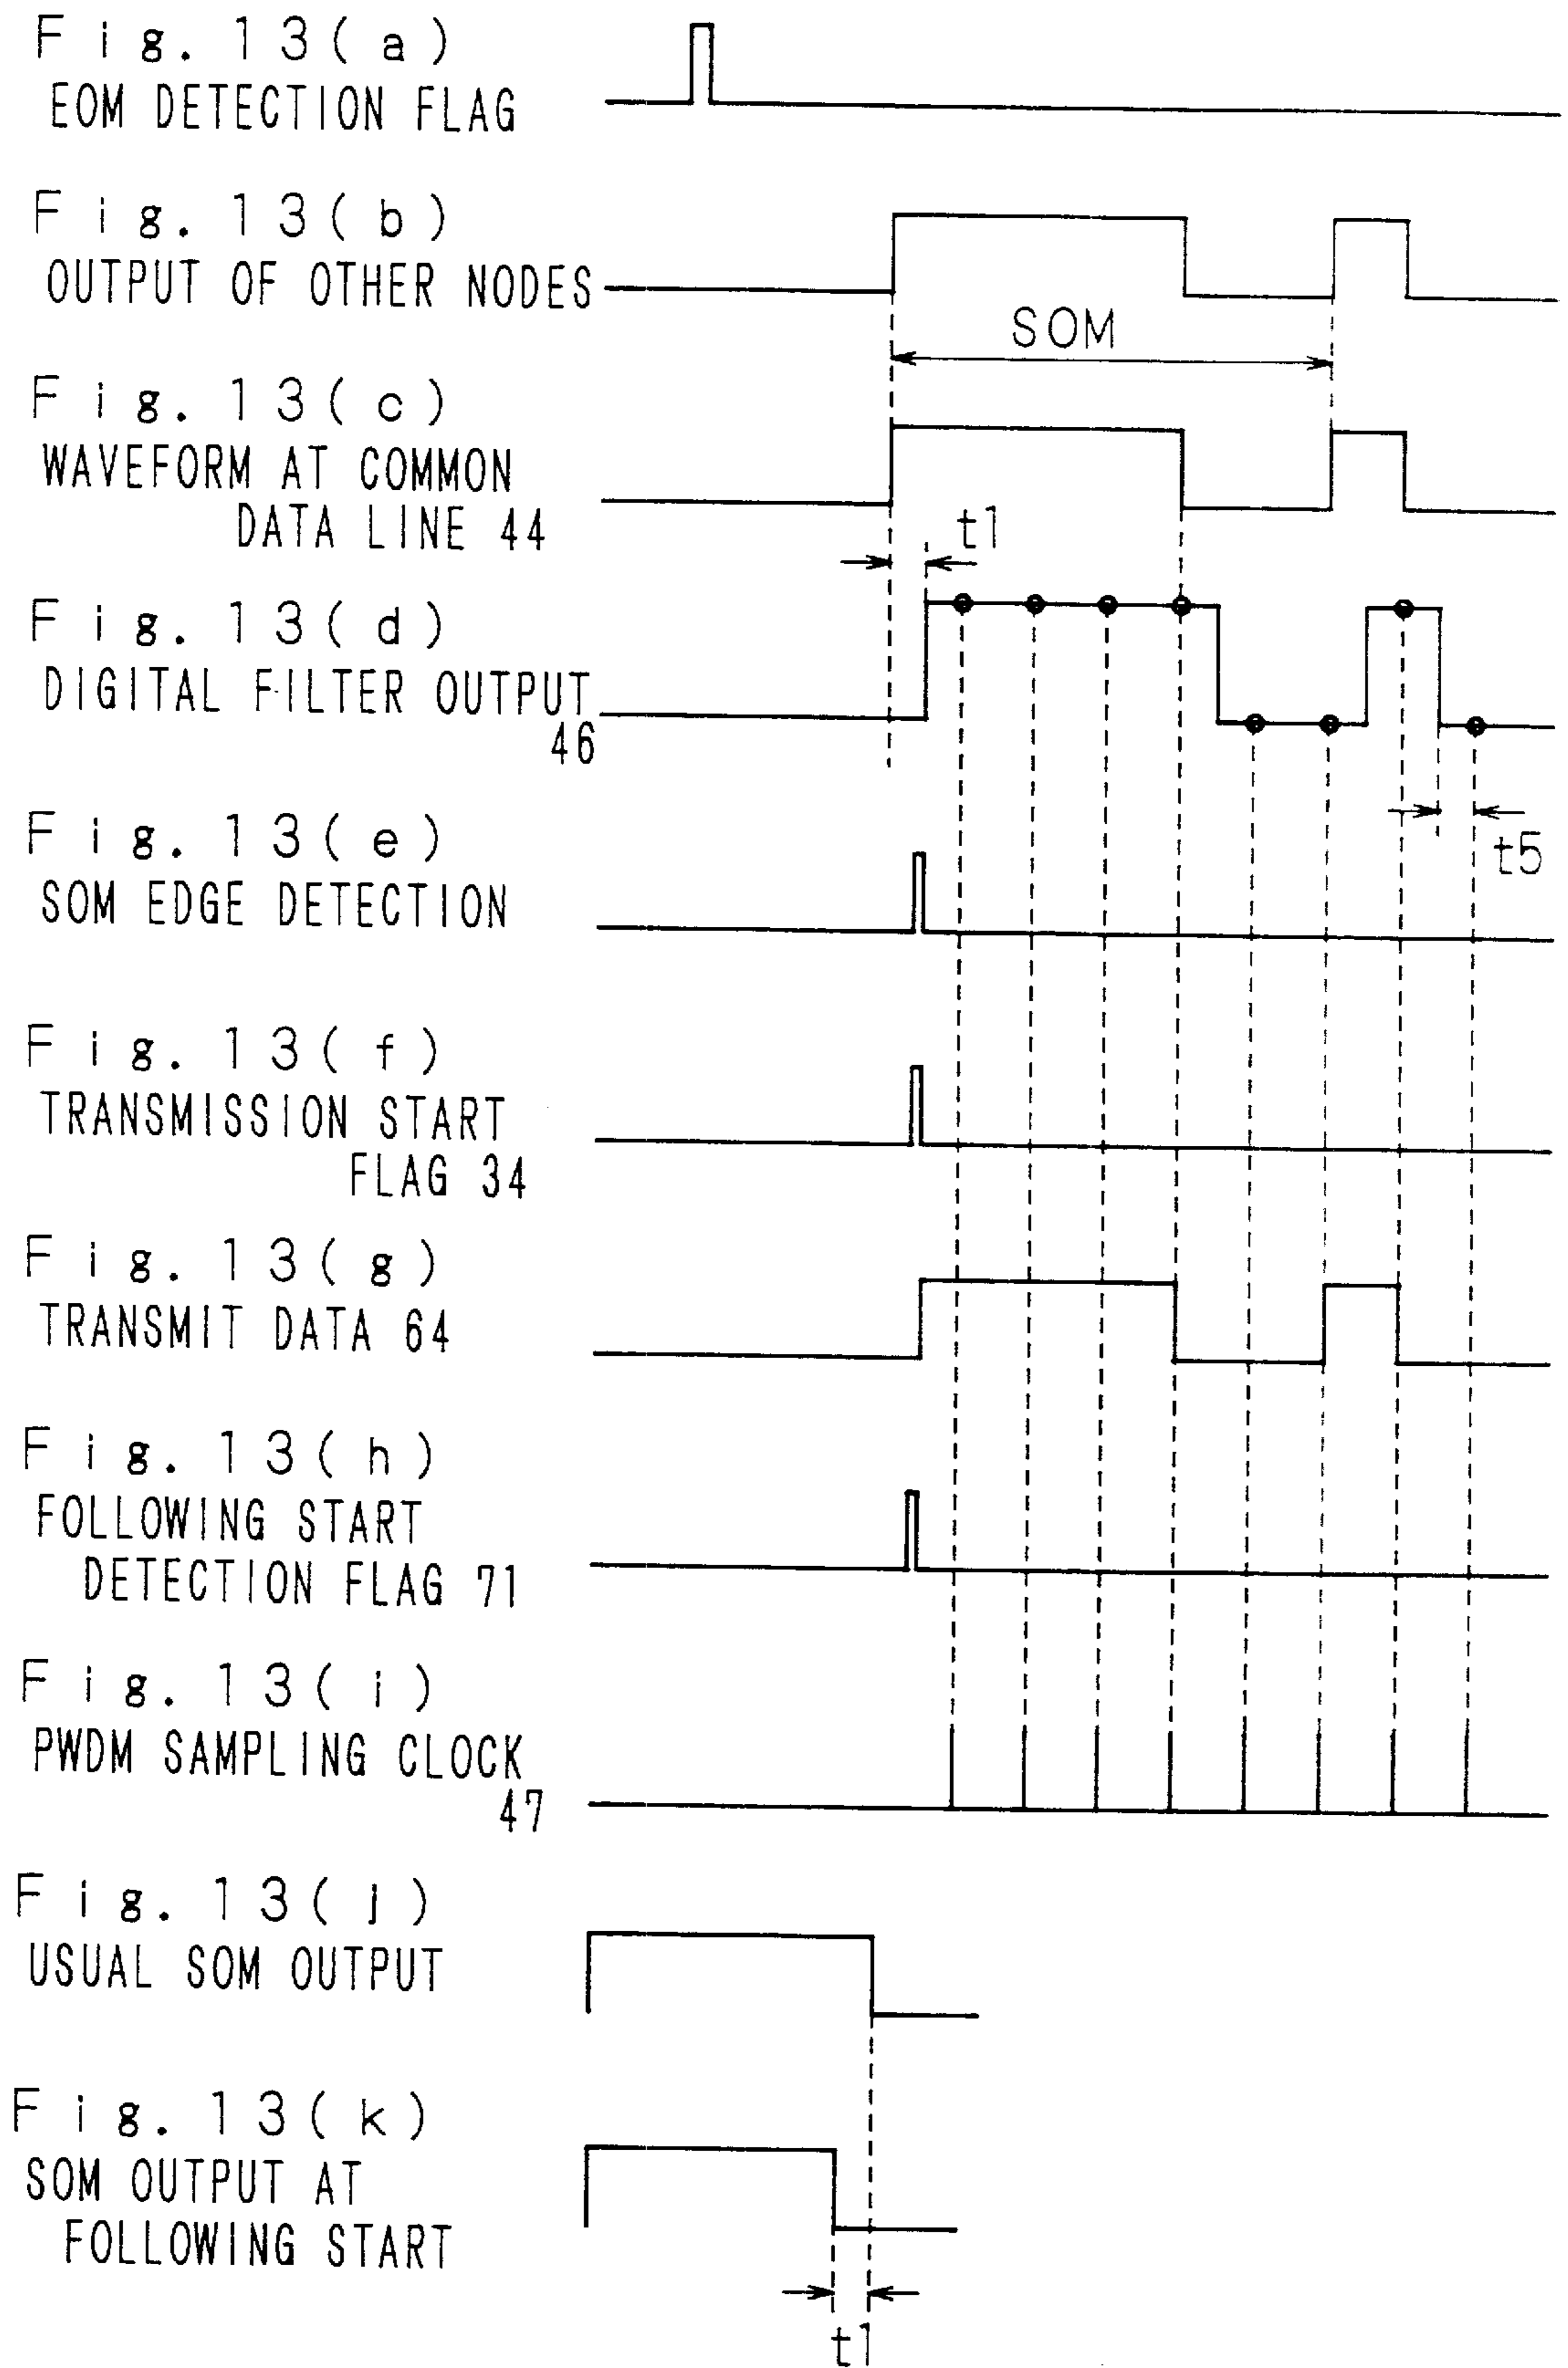 Fig. 13(a)
EOM DETECTION FLAG
Fig. 13(b)
OUTPUT OF OTHER NODES
SOM
Fig. 13(c)
WAVEFORM AT COMMON
DATA LINE 44
t1
Fig. 13(d)
DIGITAL FILTER OUTPUT
46
t5
Fig. 13(e)
SOM EDGE DETECTION
Fig. 13(f)
TRANSMISSION START
FLAG 34
Fig. 13(g)
TRANSMIT DATA 64
Fig. 13(h)
FOLLOWING START
DETECTION FLAG 71
Fig. 13(i)
PWDM SAMPLING CLOCK
47
Fig. 13(j)
USUAL SOM OUTPUT
Fig. 13(k)
SOM OUTPUT AT
FOLLOWING START
t1